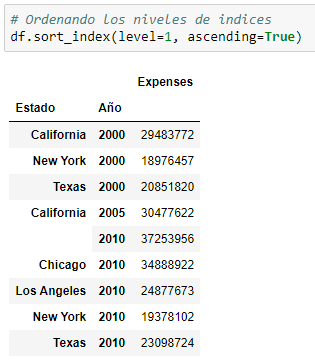 # Ordenando los niveles de indices
df.sort_index(level=1, ascending=True)
Expenses
Estado Año
California 2000 29483772
New York 2000 18976457
Texas 2000 20851820
California 2005 30477622
2010 37253956
Chicago 2010 34888922
Los Angeles 2010 24877673
New York 2010 19378102
Texas 2010 23098724